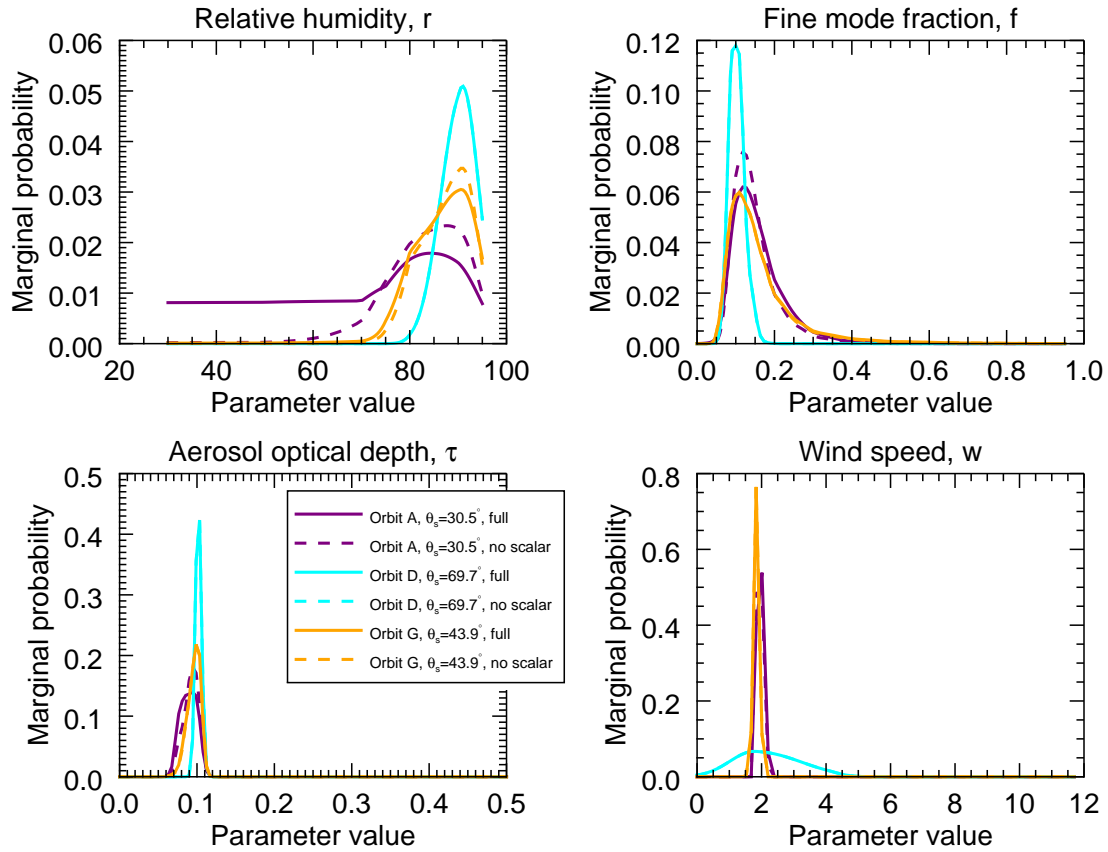 Relative humidity, r
Marginal probability
0.06
0.05
0.04
0.03
0.02
0.01
0.00
20 40 60 80 100
Parameter value
Fine mode fraction, f
Marginal probability
0.12
0.10
0.08
0.06
0.04
0.02
0.00
0.0 0.2 0.4 0.6 0.8 1.0
Parameter value
Aerosol optical depth, τ
Marginal probability
0.5
0.4
0.3
0.2
0.1
0.0
0.0 0.1 0.2 0.3 0.4 0.5
Parameter value
Orbit A, θs=30.5°, full
Orbit A, θs=30.5°, no scalar
Orbit D, θs=69.7°, full
Orbit D, θs=69.7°, no scalar
Orbit G, θs=43.9°, full
Orbit G, θs=43.9°, no scalar
Wind speed, w
Marginal probability
0.8
0.6
0.4
0.2
0.0
0 2 4 6 8 10 12
Parameter value